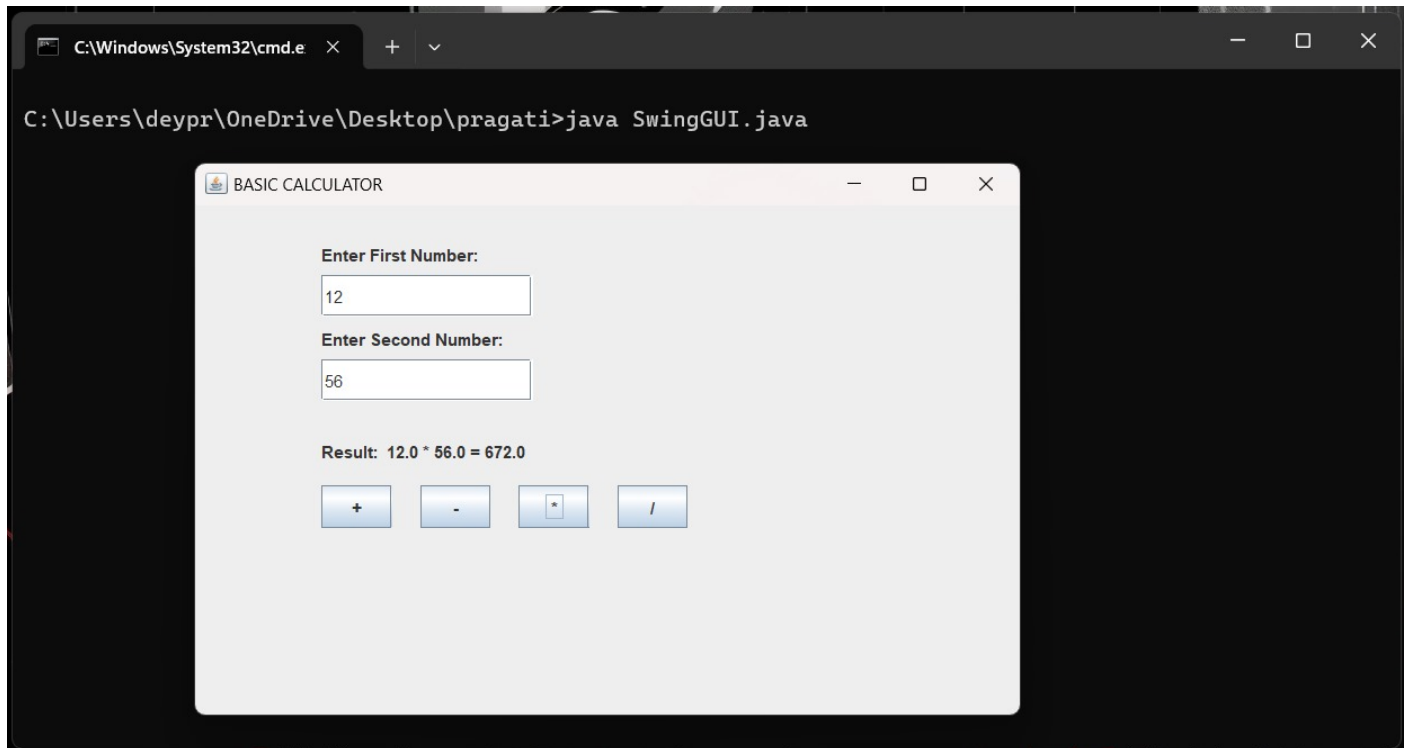 C:\Windows\System32\cmd.e
C:\Users\deypr\OneDrive\Desktop\pragati>java SwingGUI.java
BASIC CALCULATOR
Enter First Number:
12
Enter Second Number:
56
Result: 12.0 * 56.0 = 672.0
+ - * /